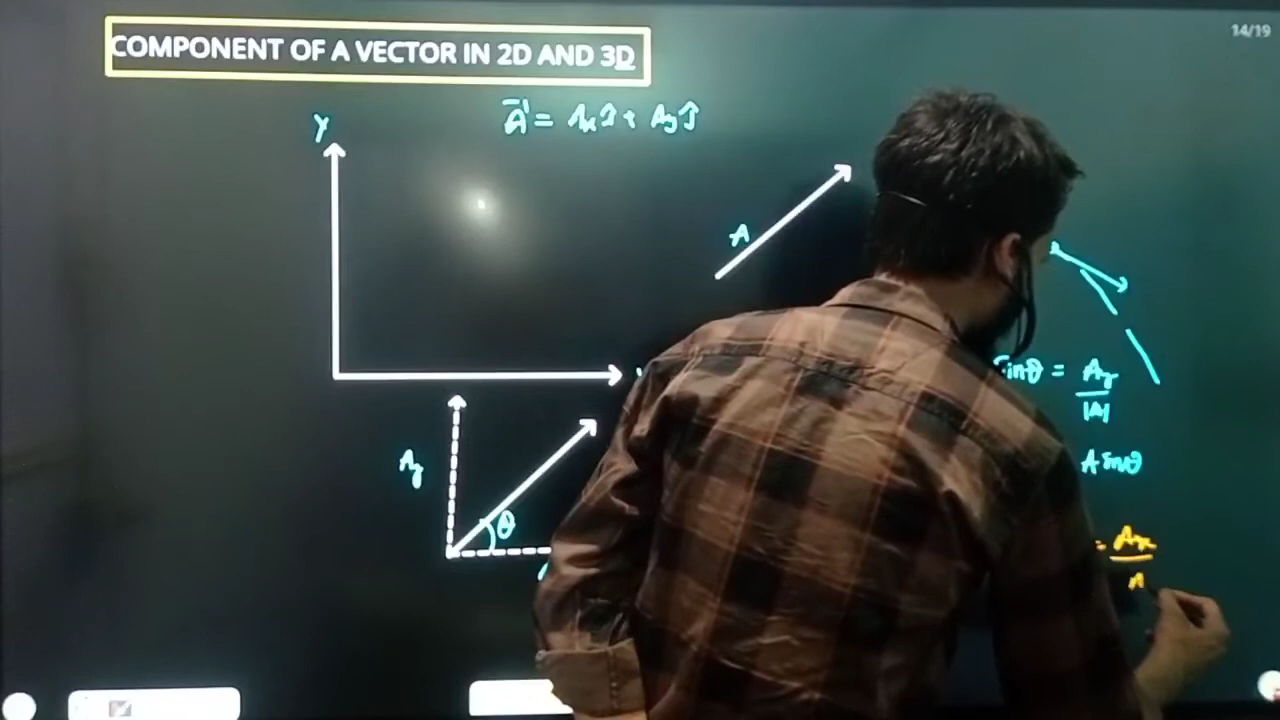 14/19
COMPONENT OF A VECTOR IN 2D AND 3D
Y
A⃗ = Axî + Ayĵ
A
Sinθ = Ay/|A|
Ay
A Sinθ
θ
= Ax/A